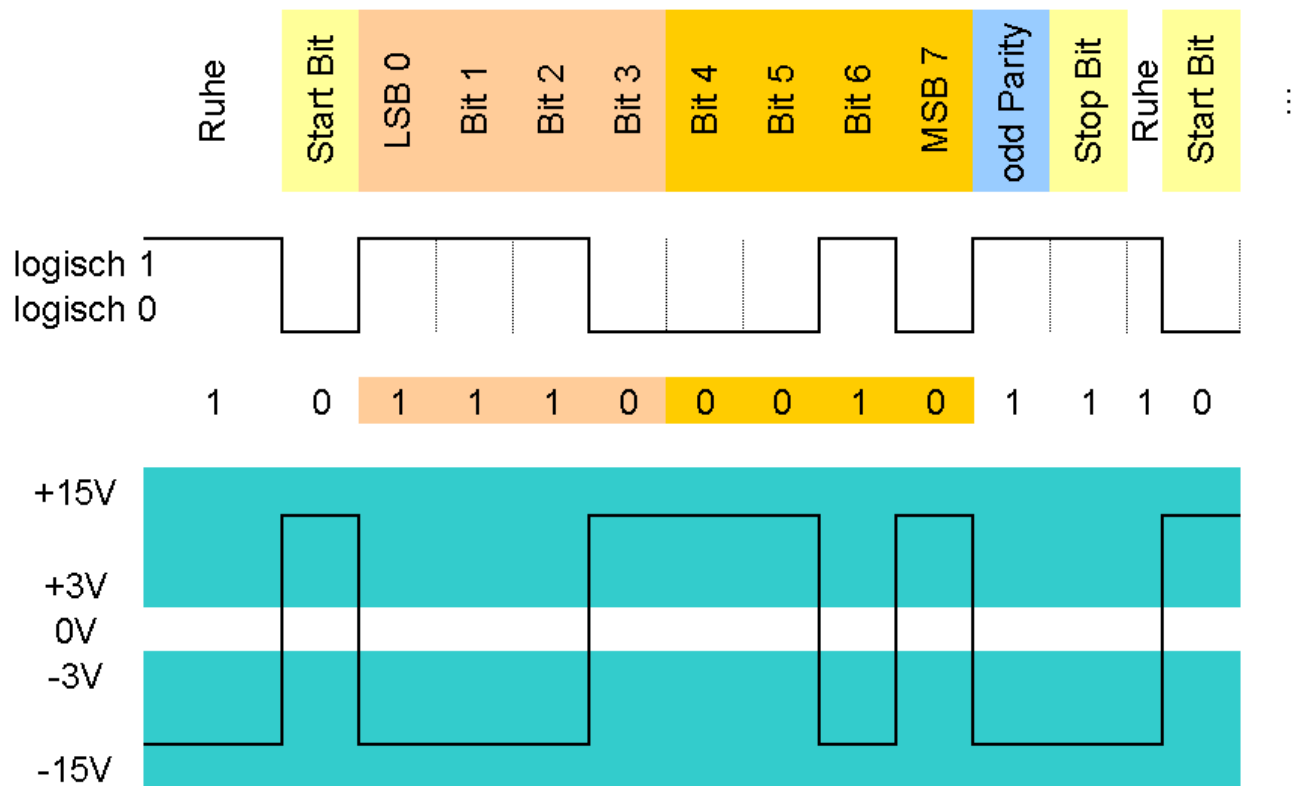 Ruhe
Start Bit
LSB 0
Bit 1
Bit 2
Bit 3
Bit 4
Bit 5
Bit 6
MSB 7
odd Parity
Stop Bit
Ruhe
Start Bit
...
logisch 1
logisch 0
1 0 1 1 1 0 0 0 1 0 1 1 1 0
+15V
+3V
0V
-3V
-15V